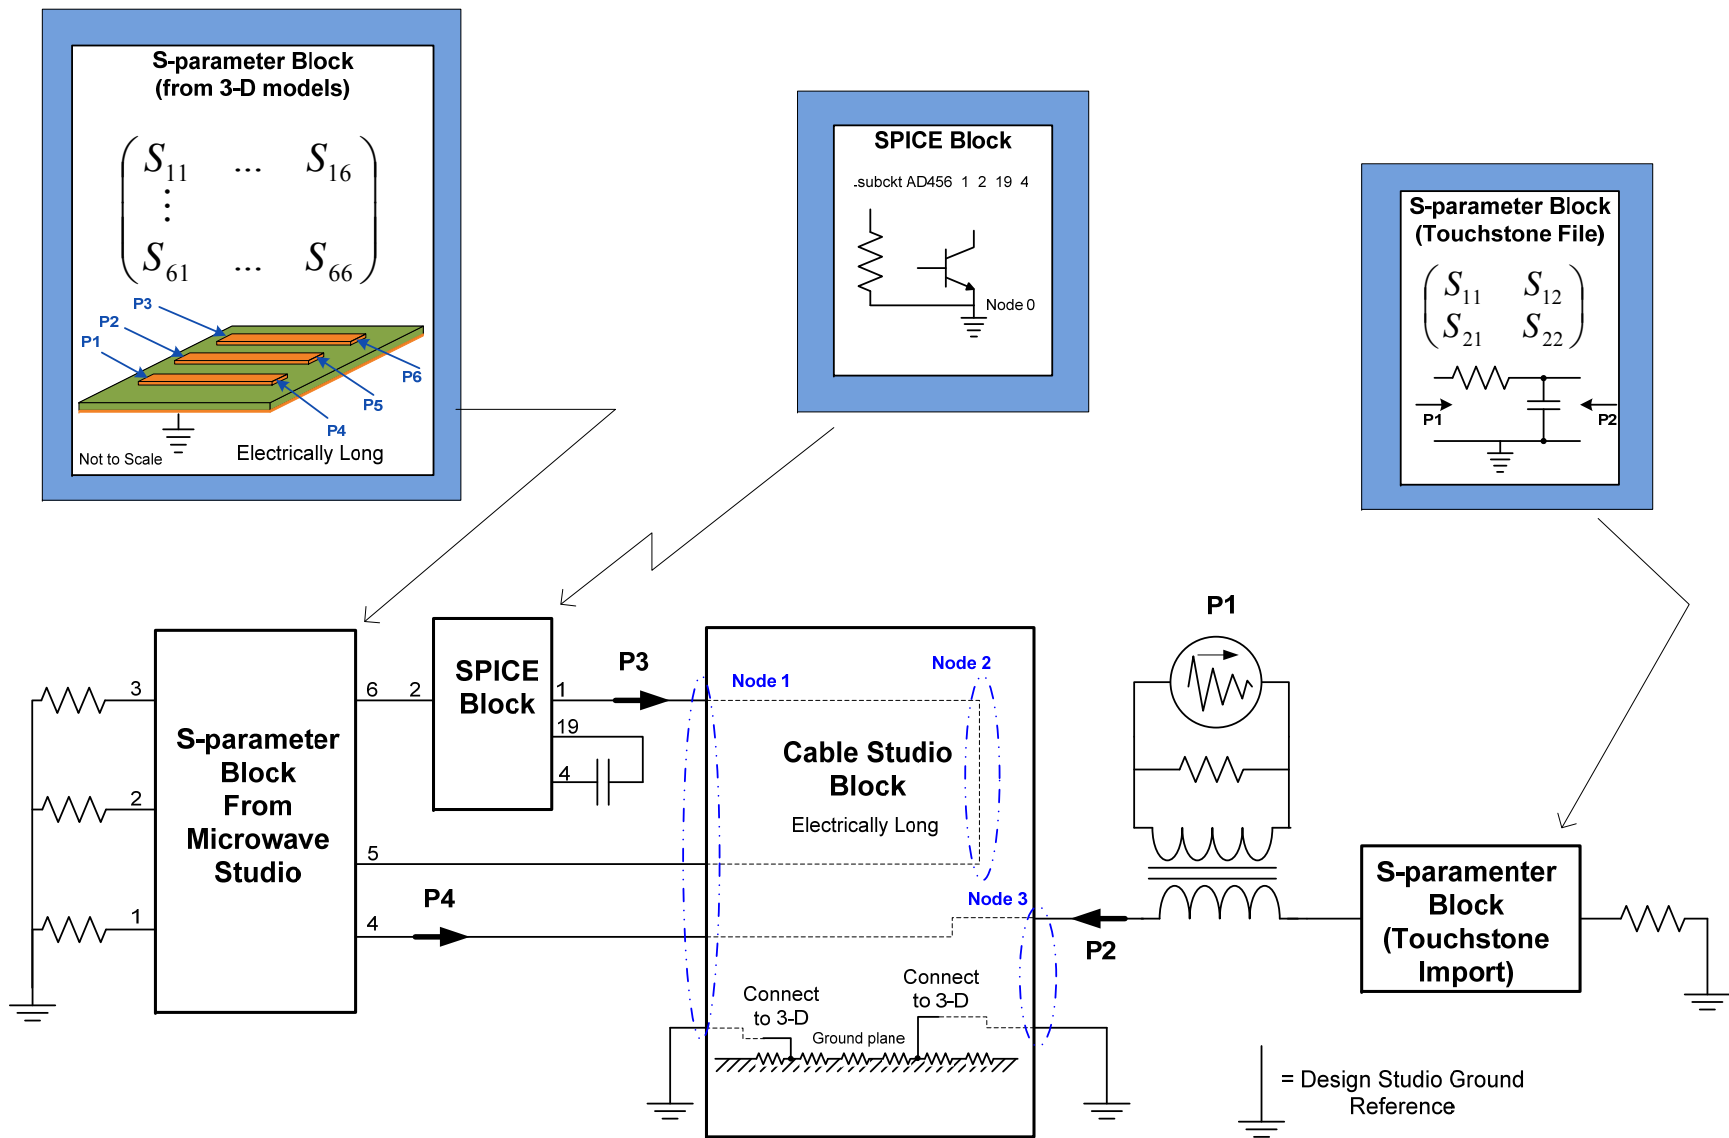 S-parameter Block
(from 3-D models)
S11 ... S16
⋮
S61 ... S66
P3
P2
P1
P6
P5
P4
Not to Scale
Electrically Long
SPICE Block
.subckt AD456 1 2 19 4
Node 0
S-parameter Block
(Touchstone File)
S11 S12
S21 S22
P1
P2
3
2
1
S-parameter
Block
From
Microwave
Studio
6
5
4
2
SPICE
Block
1
19
4
P3
P4
Node 1
Node 2
Node 3
Cable Studio
Block
Electrically Long
Connect
to 3-D
Connect
to 3-D
Ground plane
P1
P2
S-paramenter
Block
(Touchstone
Import)
= Design Studio Ground
Reference